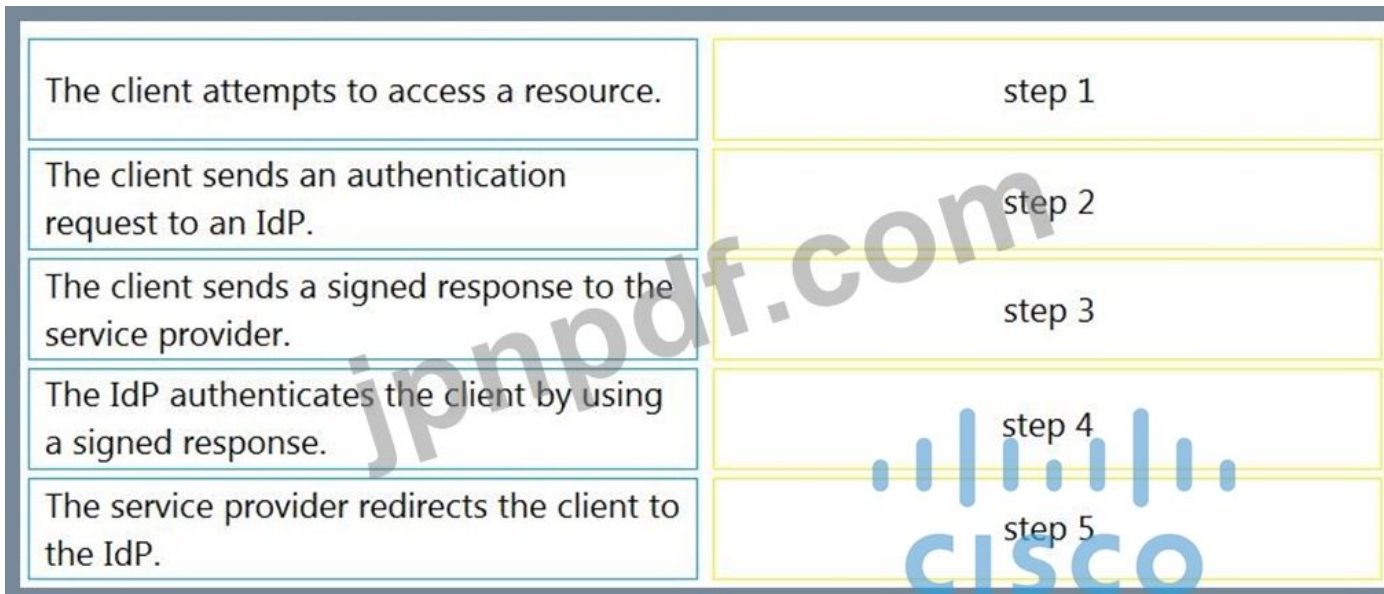 The client attempts to access a resource.
step 1
The client sends an authentication
request to an IdP.
step 2
The client sends a signed response to the
service provider.
step 3
The IdP authenticates the client by using
a signed response.
step 4
The service provider redirects the client to
the IdP.
step 5
jpnpdf.com
CISCO